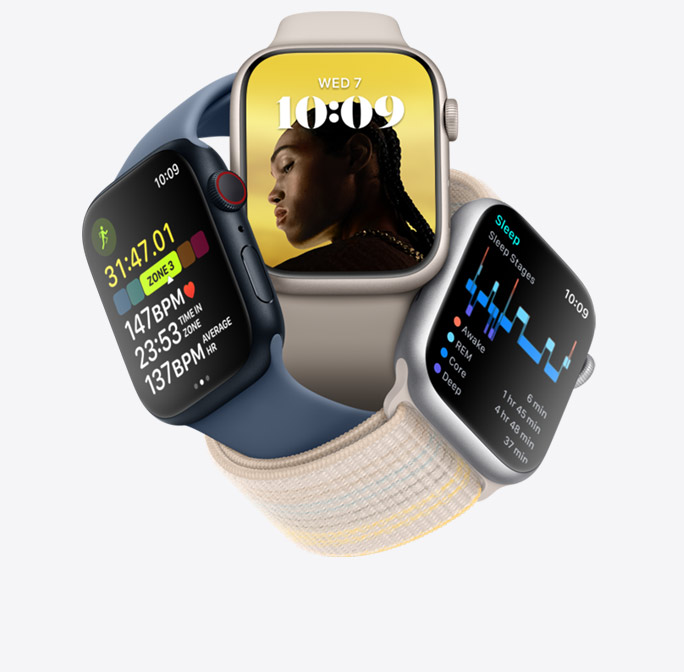 WED 7
10:09
10:09
31:47.01
ZONE 3
147BPM
23:53 TIME IN ZONE
137BPM AVERAGE HR
Sleep
10:09
Sleep Stages
Awake
REM
Core
Deep
6 min
1 hr 45 min
4 hr 48 min
37 min